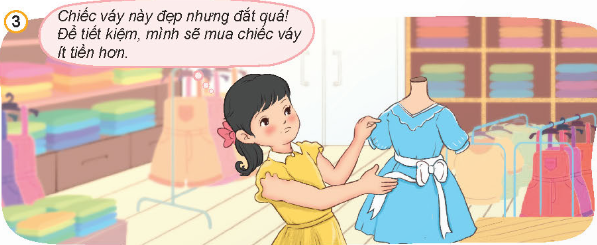 3
Chiếc váy này đẹp nhưng đắt quá!
Để tiết kiệm, mình sẽ mua chiếc váy
ít tiền hơn.